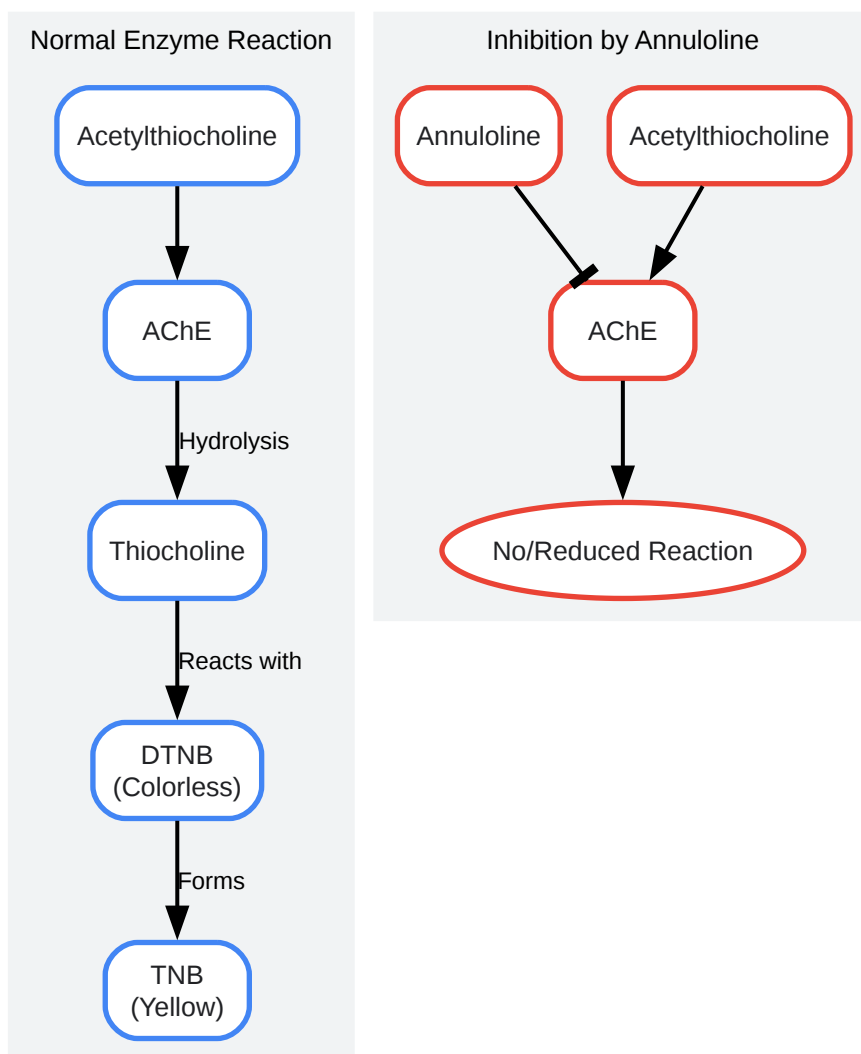 Normal Enzyme Reaction
Acetylthiocholine
AChE
Hydrolysis
Thiocholine
Reacts with
DTNB
(Colorless)
Forms
TNB
(Yellow)
Inhibition by Annuloline
Annuloline
Acetylthiocholine
AChE
No/Reduced Reaction